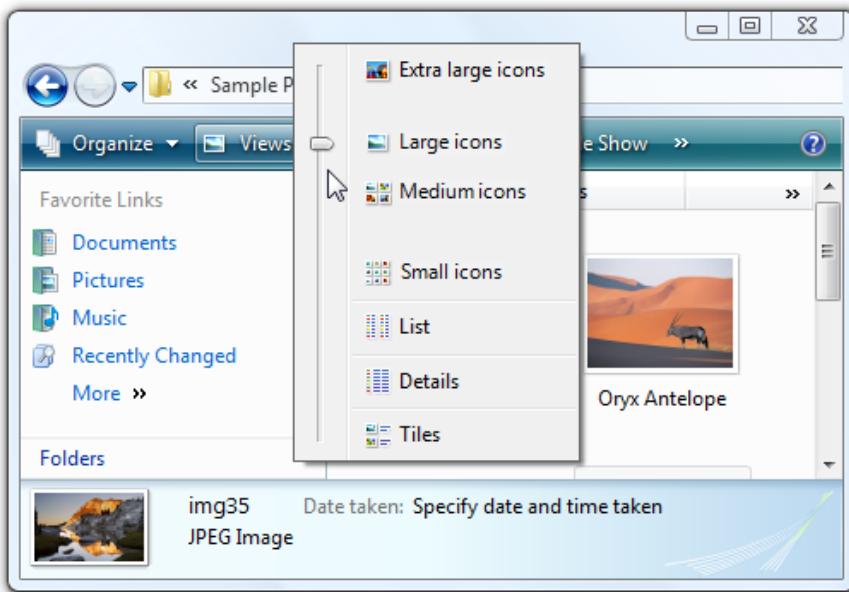 « Sample P
Organize
Views
e Show »
Extra large icons
Large icons
Medium icons
Small icons
List
Details
Tiles
Favorite Links
Documents
Pictures
Music
Recently Changed
More »
Folders
s
»
Oryx Antelope
img35
JPEG Image
Date taken: Specify date and time taken